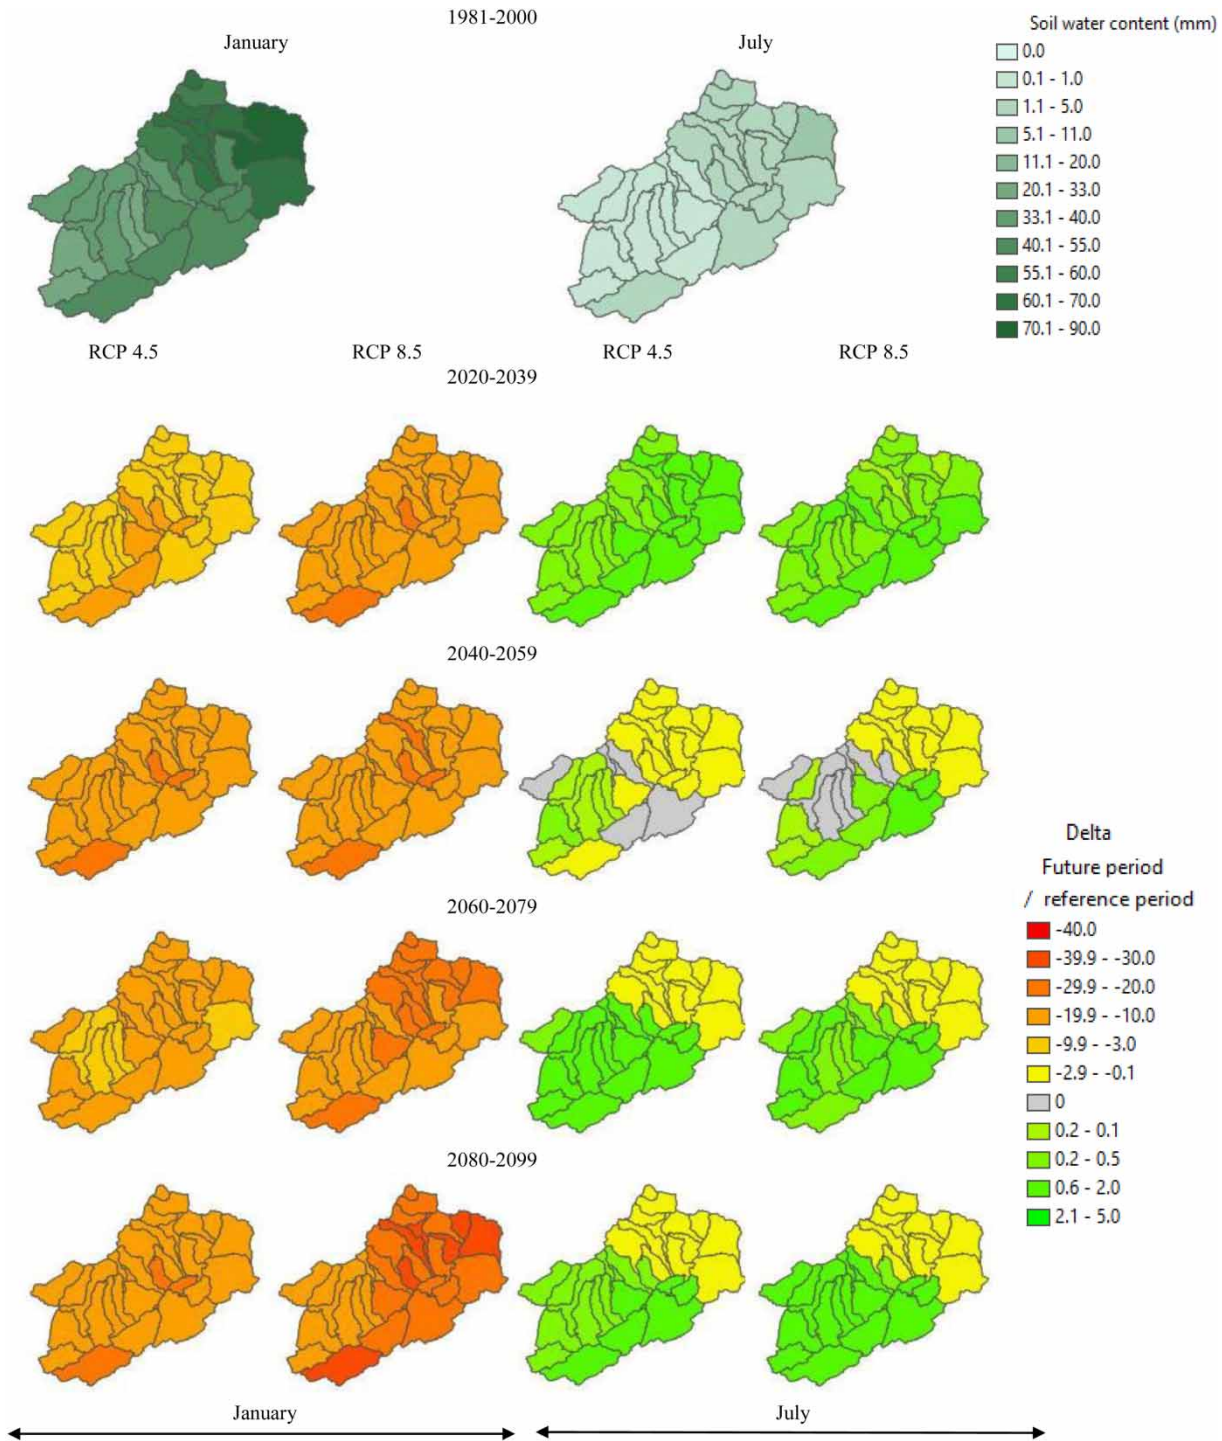 1981-2000
January
July
Soil water content (mm)
0.0
0.1 - 1.0
1.1 - 5.0
5.1 - 11.0
11.1 - 20.0
20.1 - 33.0
33.1 - 40.0
40.1 - 55.0
55.1 - 60.0
60.1 - 70.0
70.1 - 90.0
RCP 4.5
RCP 8.5
RCP 4.5
RCP 8.5
2020-2039
2040-2059
2060-2079
2080-2099
Delta
Future period
/ reference period
-40.0
-39.9 - -30.0
-29.9 - -20.0
-19.9 - -10.0
-9.9 - -3.0
-2.9 - -0.1
0
0.2 - 0.1
0.2 - 0.5
0.6 - 2.0
2.1 - 5.0
January
July